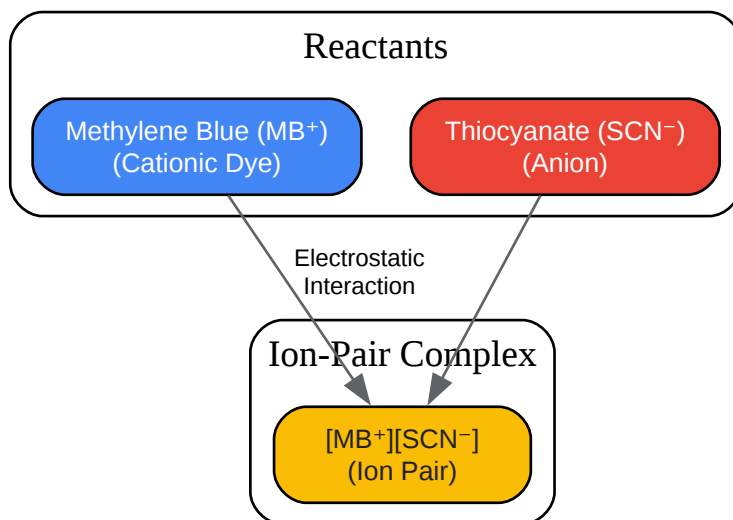 Reactants
Methylene Blue (MB⁺)
(Cationic Dye)
Thiocyanate (SCN⁻)
(Anion)
Electrostatic
Interaction
Ion-Pair Complex
[MB⁺][SCN⁻]
(Ion Pair)